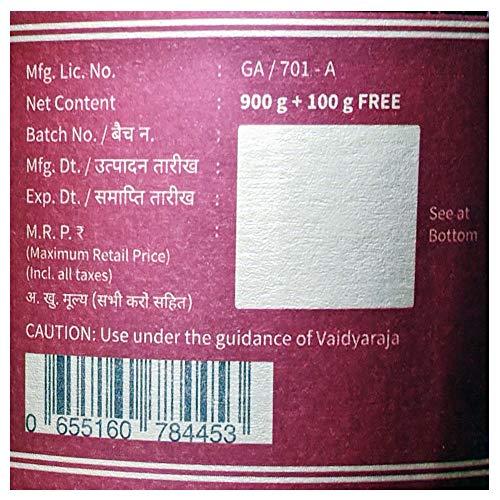 Mfg. Lic. No. : GA / 701 - A
Net Content : 900 g + 100 g FREE
Batch No. / बैच न. :
Mfg. Dt. / उत्पादन तारीख :
Exp. Dt. / समाप्ति तारीख :
See at
Bottom
M.R. P. ₹ :
(Maximum Retail Price)
(Incl. all taxes)
अ. खु. मूल्य (सभी करो सहित)
CAUTION: Use under the guidance of Vaidyaraja
0 655160 784453